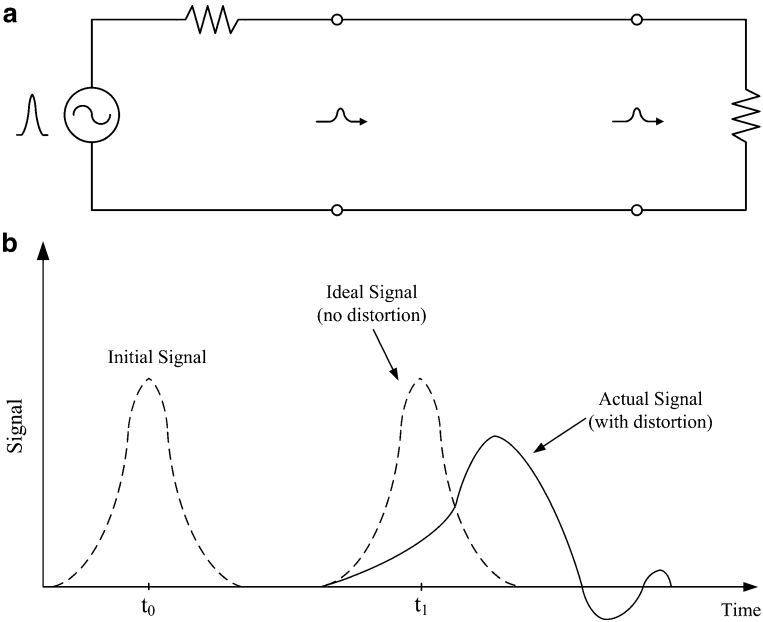 a
b
Ideal Signal
(no distortion)
Initial Signal
Actual Signal
(with distortion)
Signal
t₀
t₁
Time